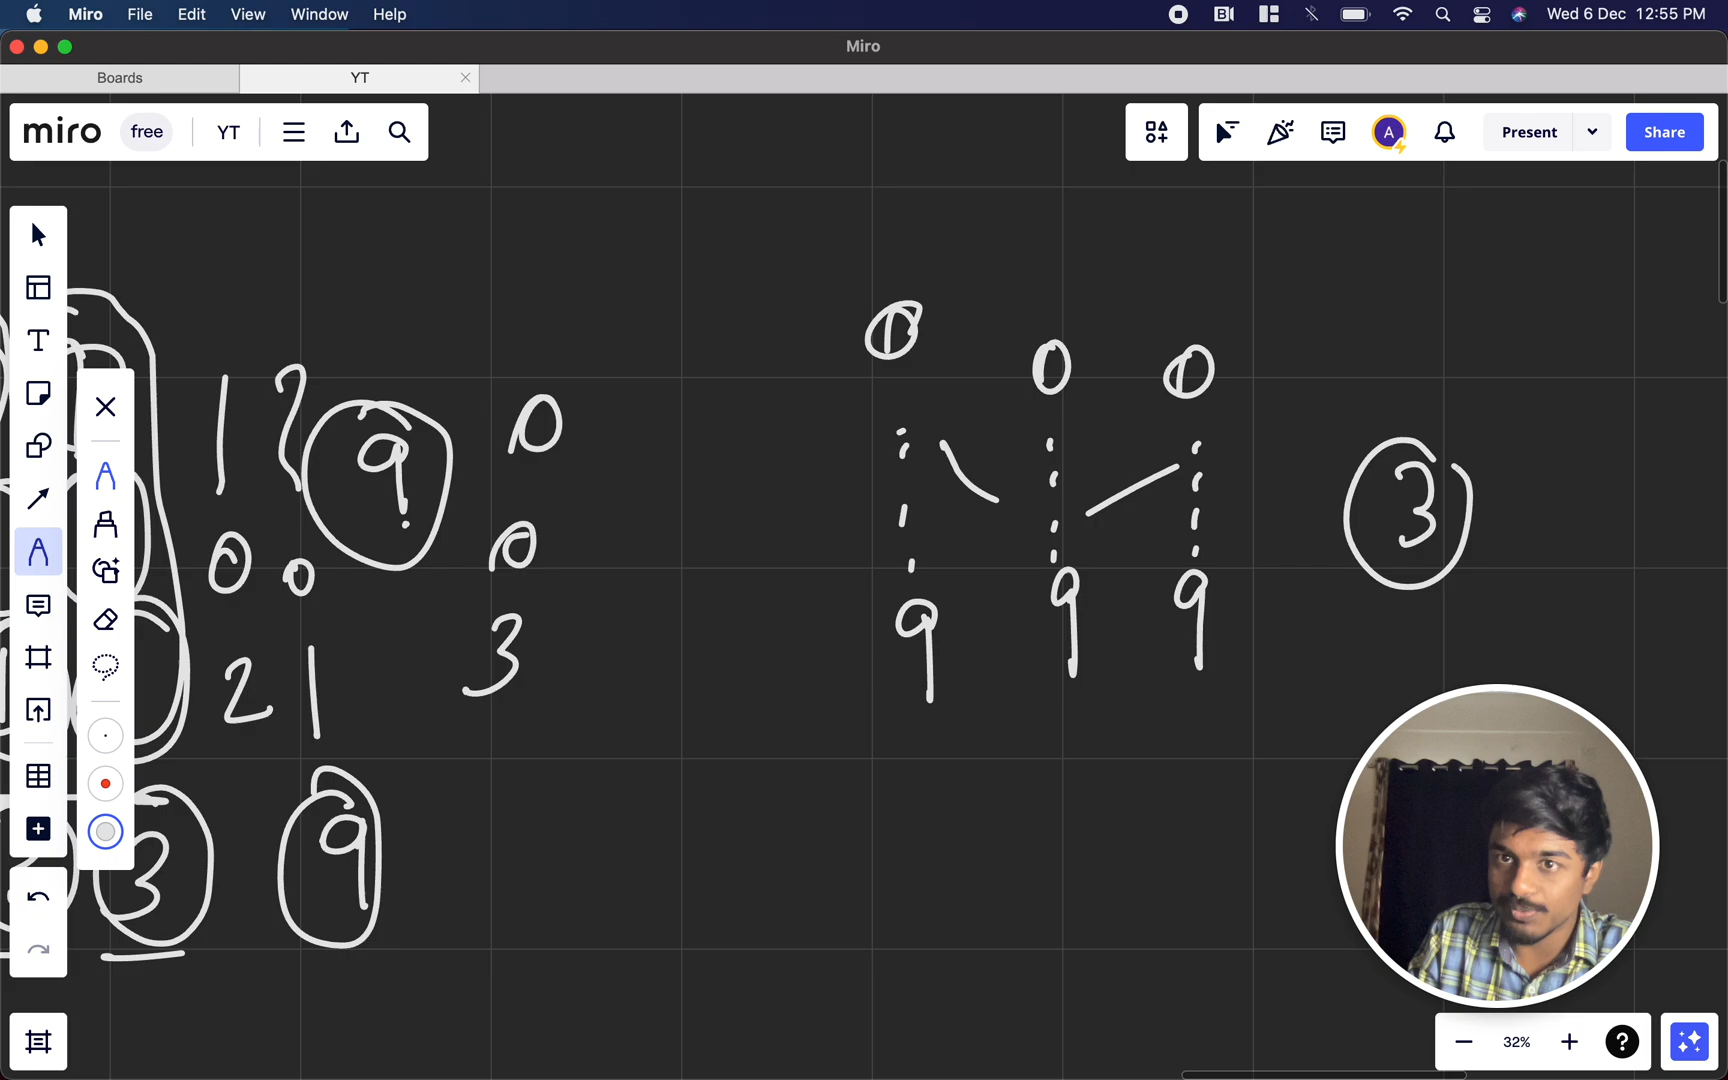 Miro File Edit View Window Help Wed 6 Dec 12:55 PM
Miro
Boards YT
miro free YT Present Share
A
0 0 0
1 2 9 0
3
0 0 0
9 9 9
2 1 3
3 9
32%